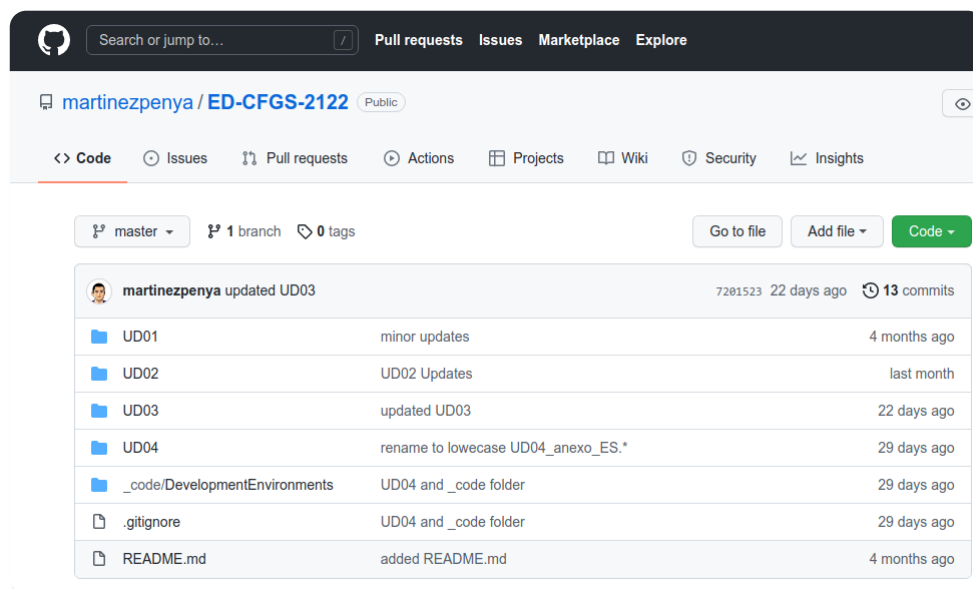 Search or jump to… / Pull requests Issues Marketplace Explore
martinezpenya / ED-CFGS-2122 Public
Code Issues Pull requests Actions Projects Wiki Security Insights
master 1 branch 0 tags Go to file Add file Code
martinezpenya updated UD03 7201523 22 days ago 13 commits
UD01 minor updates 4 months ago
UD02 UD02 Updates last month
UD03 updated UD03 22 days ago
UD04 rename to lowecase UD04_anexo_ES.* 29 days ago
_code/DevelopmentEnvironments UD04 and _code folder 29 days ago
.gitignore UD04 and _code folder 29 days ago
README.md added README.md 4 months ago